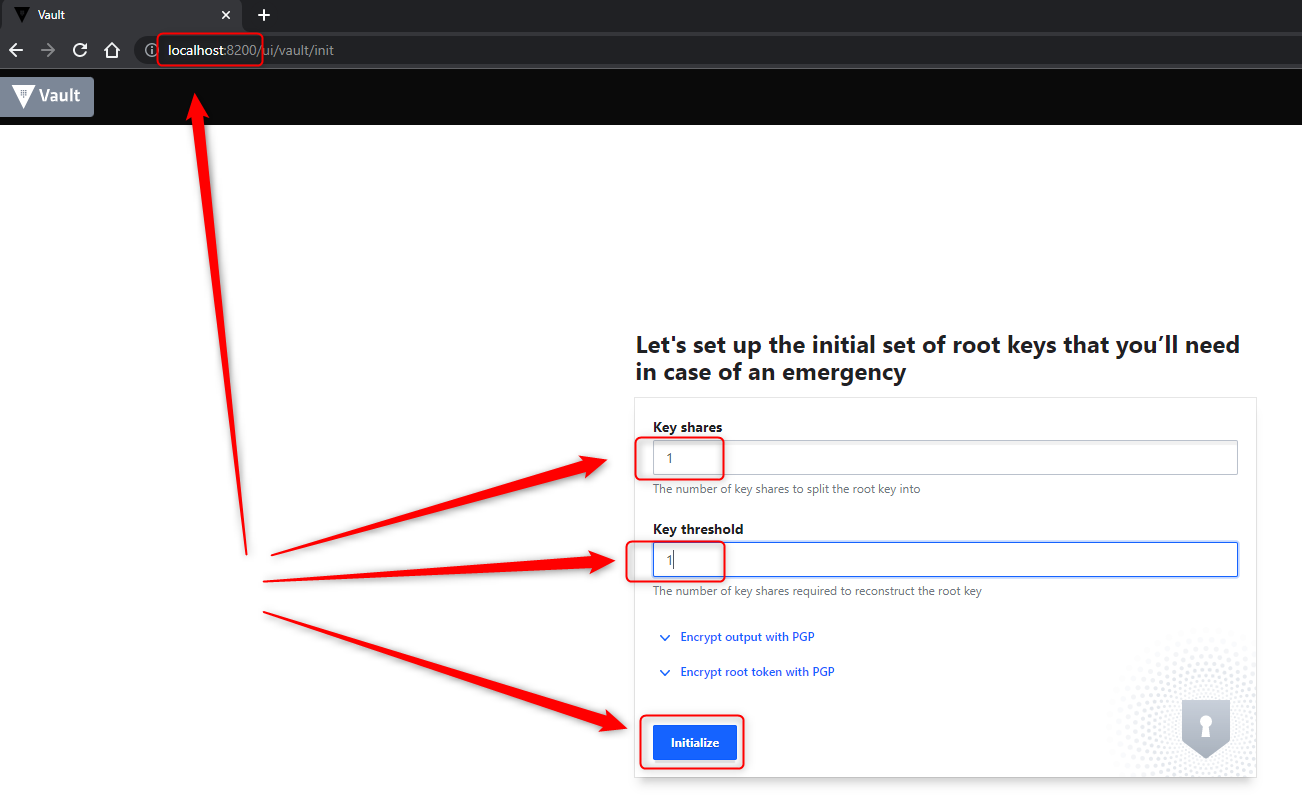 Vault
localhost:8200/ui/vault/init
Vault
Let's set up the initial set of root keys that you’ll need
in case of an emergency
Key shares
1
The number of key shares to split the root key into
Key threshold
1
The number of key shares required to reconstruct the root key
Encrypt output with PGP
Encrypt root token with PGP
Initialize